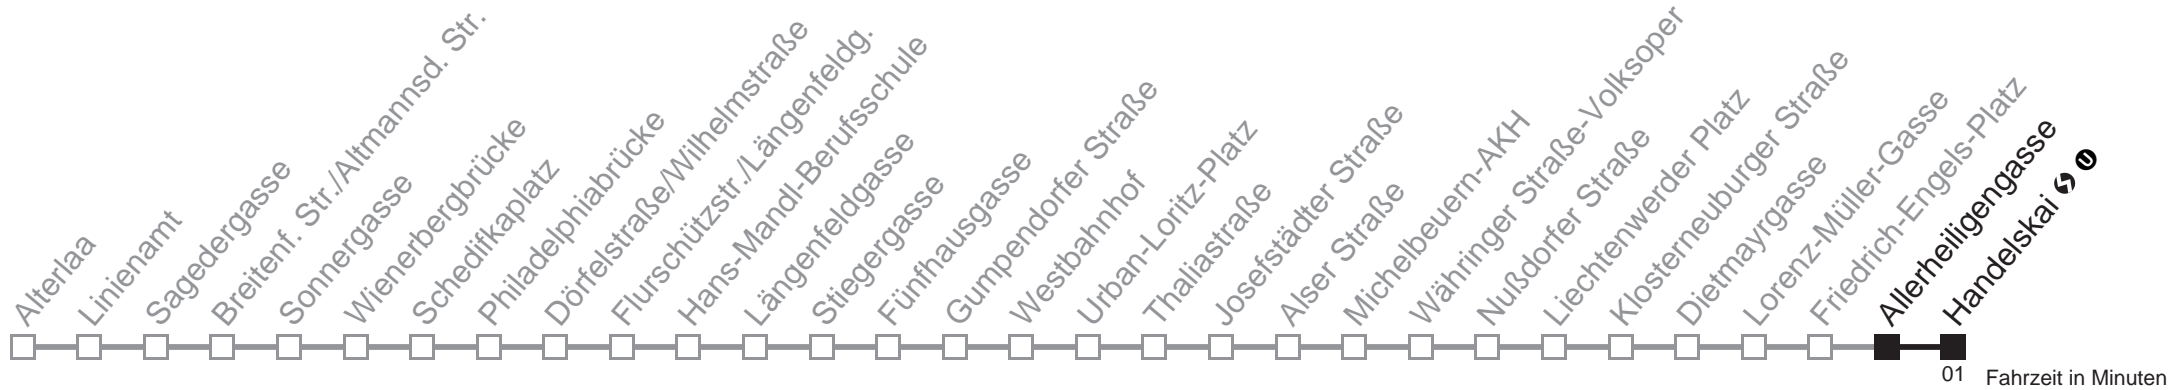 Alterlaa
Linienamt
Sagedergasse
Breitenf. Str./Altmannsd. Str.
Sonnergasse
Wienerbergbrücke
Schedifkaplatz
Philadelphiabrücke
Dörfelstraße/Wilhelmstraße
Flurschützstr./Längenfeldg.
Hans-Mandl-Berufsschule
Längenfeldgasse
Stiegergasse
Fünfhausgasse
Gumpendorfer Straße
Westbahnhof
Urban-Loritz-Platz
Thaliastraße
Josefstädter Straße
Alser Straße
Michelbeuern-AKH
Währinger Straße-Volksoper
Nußdorfer Straße
Liechtenwerder Platz
Klosterneuburger Straße
Dietmayrgasse
Lorenz-Müller-Gasse
Friedrich-Engels-Platz
Allerheiligengasse
Handelskai S U
01 Fahrzeit in Minuten